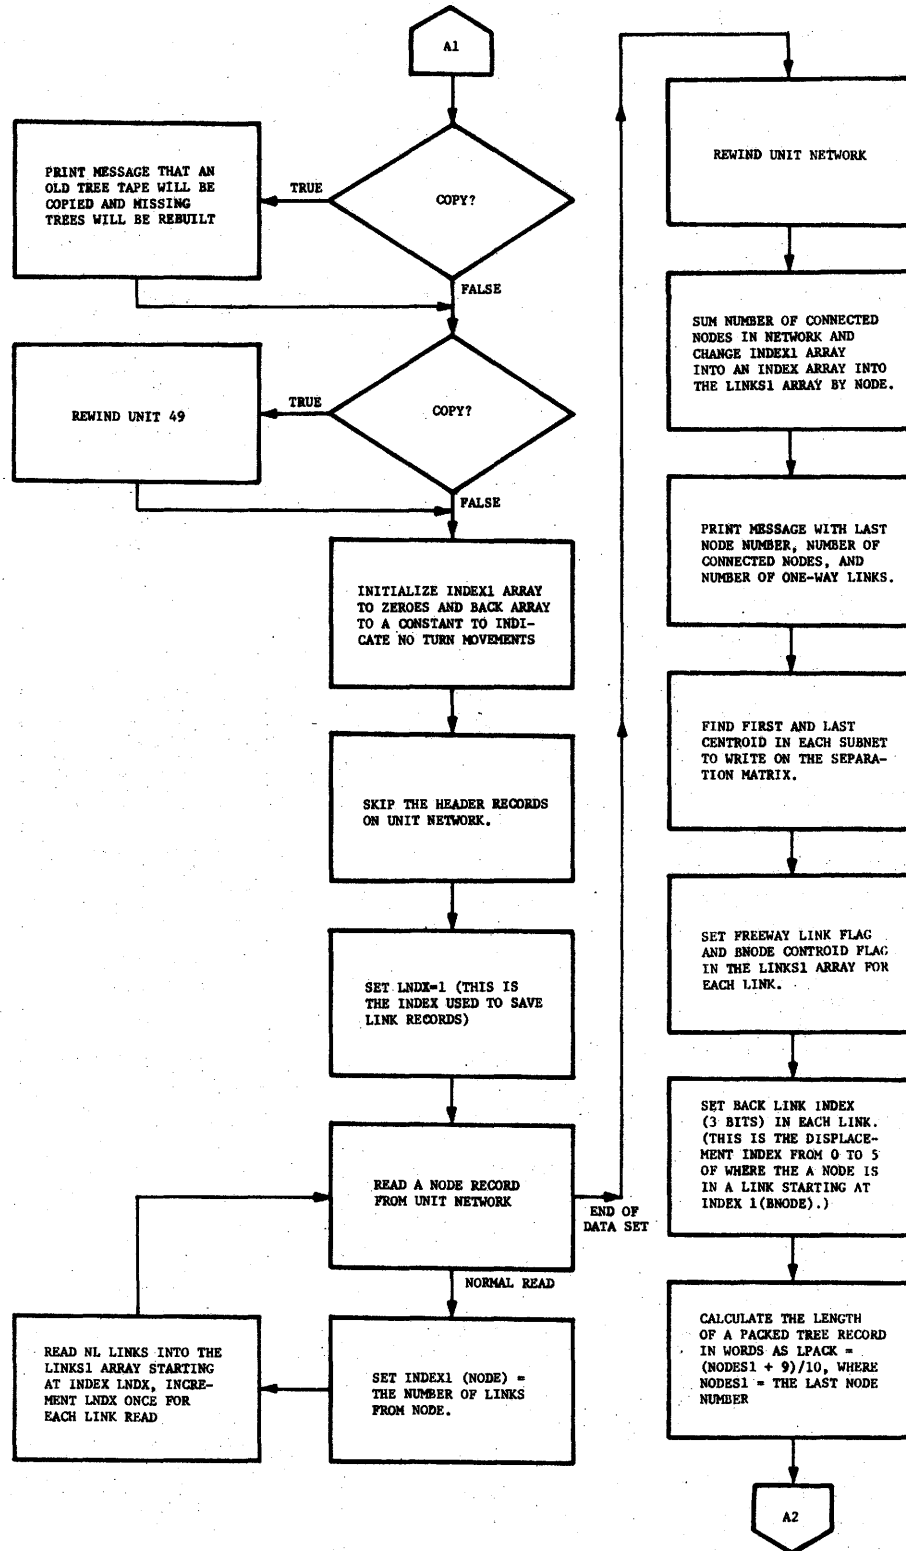 A1
COPY?
TRUE
PRINT MESSAGE THAT AN
OLD TREE TAPE WILL BE
COPIED AND MISSING
TREES WILL BE REBUILT
FALSE
COPY?
TRUE
REWIND UNIT 49
FALSE
INITIALIZE INDEX1 ARRAY
TO ZEROES AND BACK ARRAY
TO A CONSTANT TO INDI-
CATE NO TURN MOVEMENTS
SKIP THE HEADER RECORDS
ON UNIT NETWORK.
SET LNDX=1 (THIS IS
THE INDEX USED TO SAVE
LINK RECORDS)
READ A NODE RECORD
FROM UNIT NETWORK
END OF
DATA SET
NORMAL READ
SET INDEX1 (NODE) =
THE NUMBER OF LINKS
FROM NODE.
READ NL LINKS INTO THE
LINKS1 ARRAY STARTING
AT INDEX LNDX, INCRE-
MENT LNDX ONCE FOR
EACH LINK READ
REWIND UNIT NETWORK
SUM NUMBER OF CONNECTED
NODES IN NETWORK AND
CHANGE INDEX1 ARRAY
INTO AN INDEX ARRAY INTO
THE LINKS1 ARRAY BY NODE.
PRINT MESSAGE WITH LAST
NODE NUMBER, NUMBER OF
CONNECTED NODES, AND
NUMBER OF ONE-WAY LINKS.
FIND FIRST AND LAST
CENTROID IN EACH SUBNET
TO WRITE ON THE SEPARA-
TION MATRIX.
SET FREEWAY LINK FLAG
AND BNODE CONTROID FLAG
IN THE LINKS1 ARRAY FOR
EACH LINK.
SET BACK LINK INDEX
(3 BITS) IN EACH LINK.
(THIS IS THE DISPLACE-
MENT INDEX FROM 0 TO 5
OF WHERE THE A NODE IS
IN A LINK STARTING AT
INDEX 1(BNODE).)
CALCULATE THE LENGTH
OF A PACKED TREE RECORD
IN WORDS AS LPACK =
(NODES1 + 9)/10, WHERE
NODES1 = THE LAST NODE
NUMBER
A2